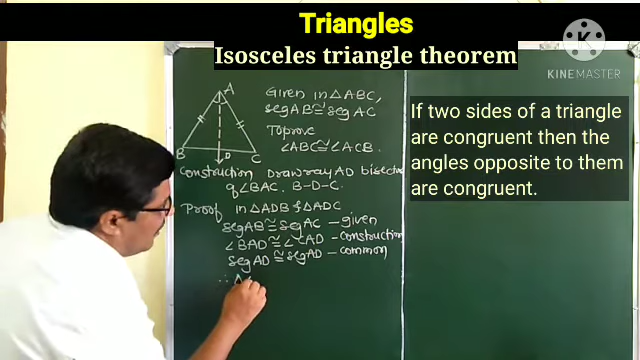 Triangles
Isosceles triangle theorem
K
KINEMASTER
A
B
D
C
Given in △ABC,
seg AB ≅ seg AC
To prove
∠ABC ≅ ∠ACB.
If two sides of a triangle
are congruent then the
angles opposite to them
are congruent.
Construction Draw ray AD bisector
of ∠BAC. B-D-C.
Proof in △ADB & △ADC
seg AB ≅ seg AC – given
∠BAD ≅ ∠CAD – construction
seg AD ≅ seg AD – common
∴ △